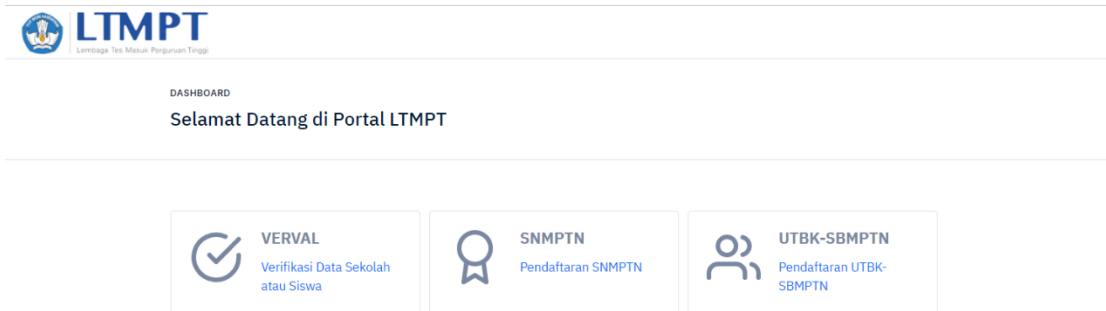 LTMPT
Lembaga Tes Masuk Perguruan Tinggi
DASHBOARD
Selamat Datang di Portal LTMPT
VERVAL
Verifikasi Data Sekolah
atau Siswa
SNMPTN
Pendaftaran SNMPTN
UTBK-SBMPTN
Pendaftaran UTBK-
SBMPTN